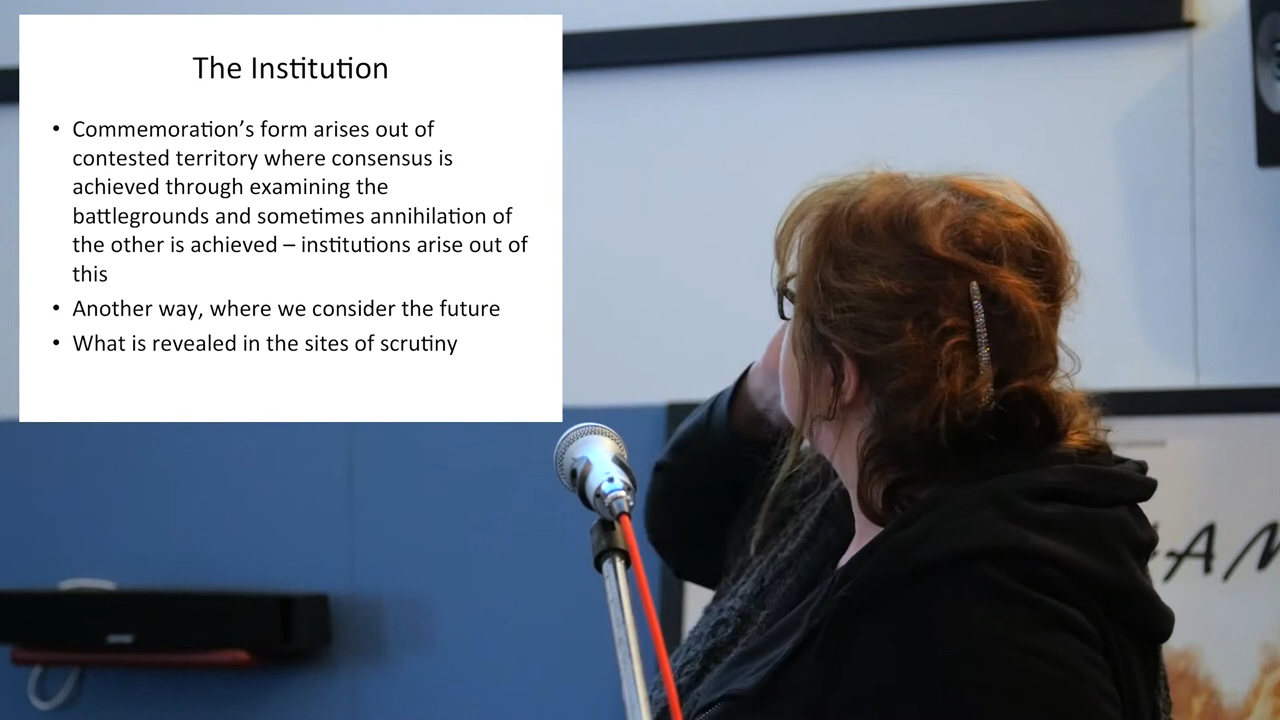 The Institution
• Commemoration’s form arises out of
contested territory where consensus is
achieved through examining the
battlegrounds and sometimes annihilation of
the other is achieved – institutions arise out of
this
• Another way, where we consider the future
• What is revealed in the sites of scrutiny